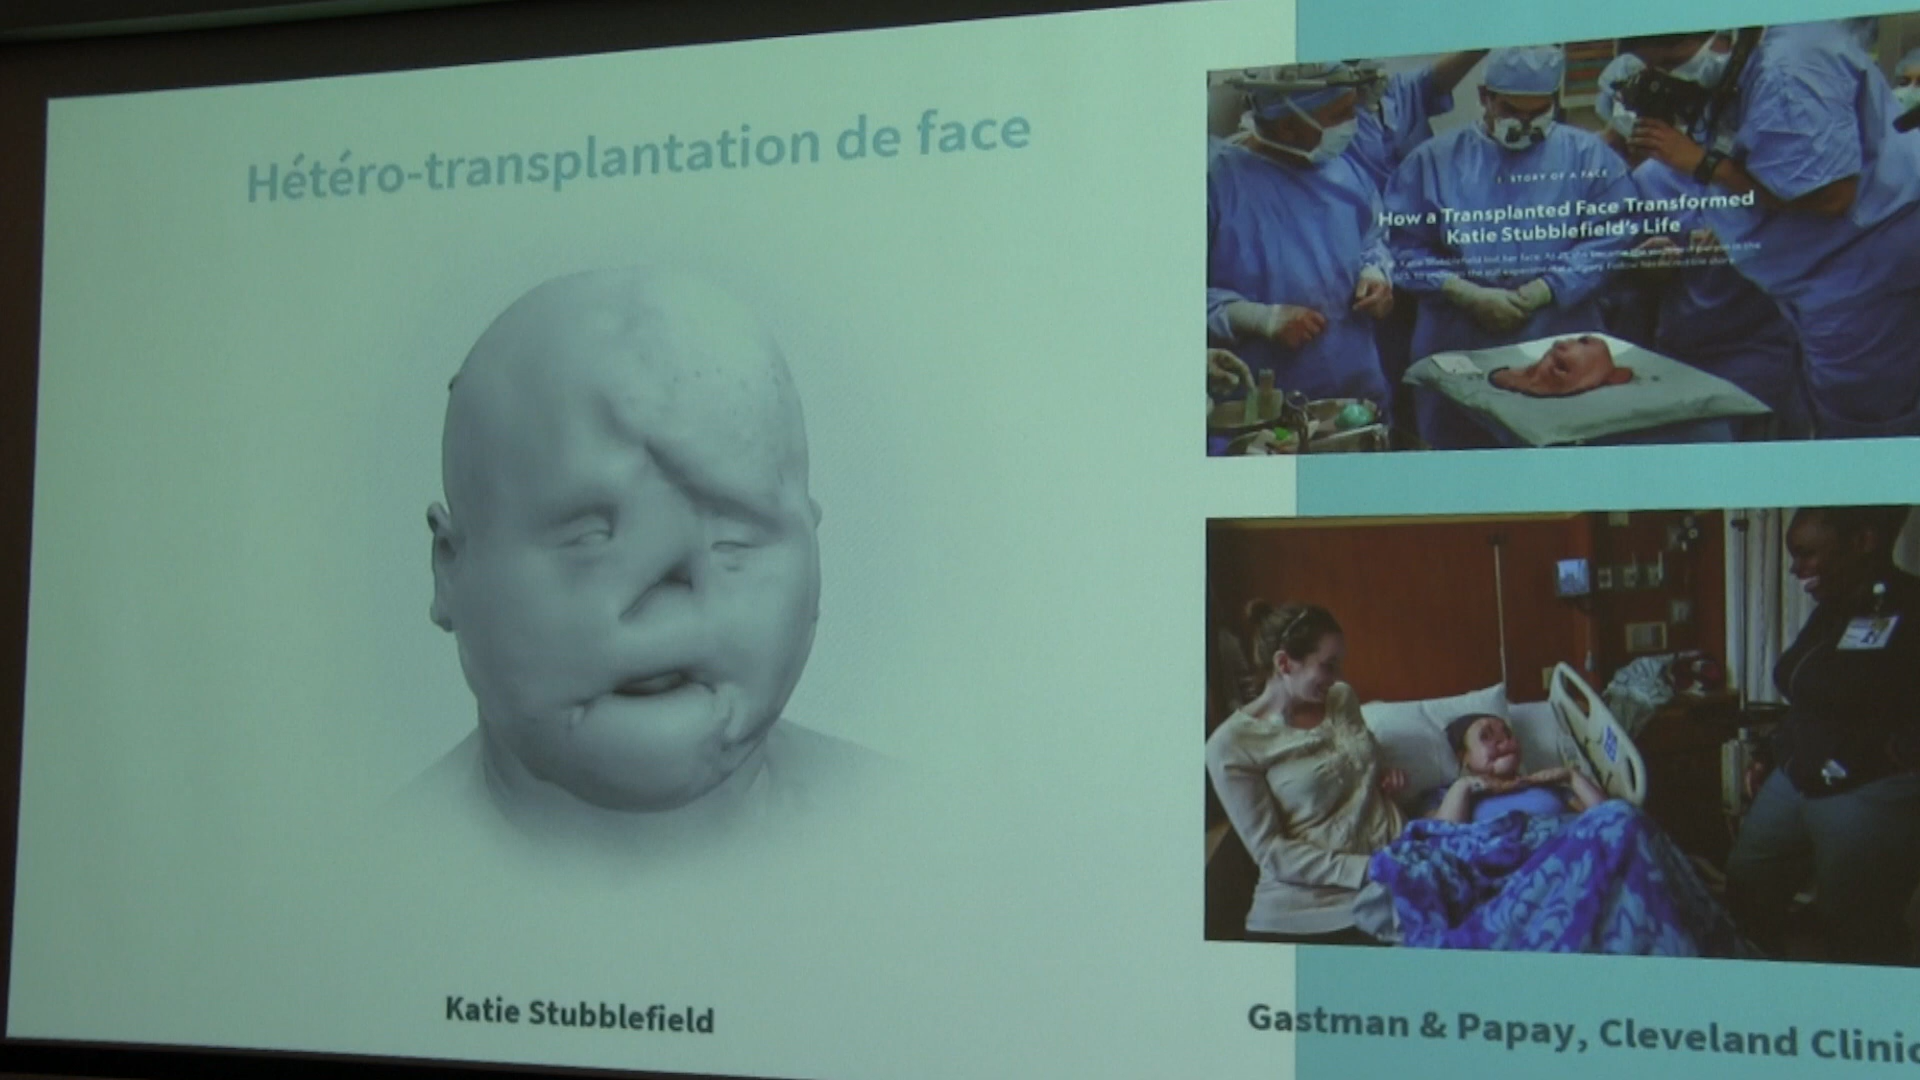 Hétéro-transplantation de face
STORY OF A FACE
How a Transplanted Face Transformed
Katie Stubblefield's Life
Katie Stubblefield
Gastman & Papay, Cleveland Clinic